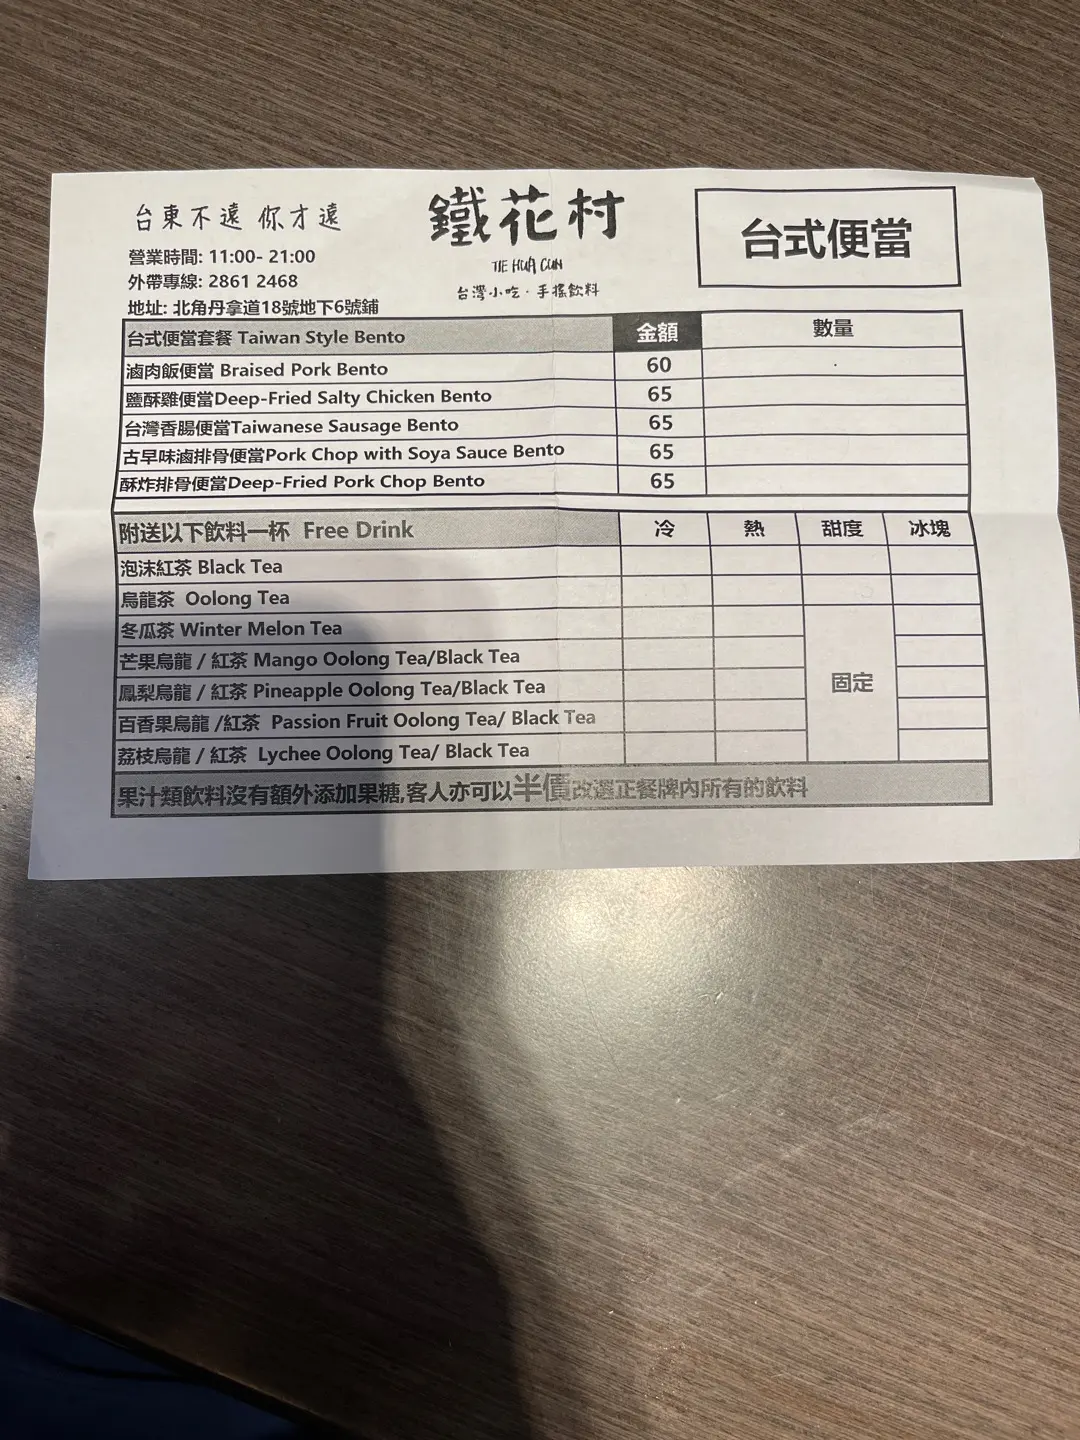 台東不遠 你才遠
營業時間: 11:00- 21:00
外帶專線: 2861 2468
地址: 北角丹拿道18號地下6號鋪
鐵花村
TIE HUA CUN
台灣小吃·手搖飲料
台式便當
台式便當套餐 Taiwan Style Bento 金額 數量
滷肉飯便當 Braised Pork Bento 60
鹽酥雞便當Deep-Fried Salty Chicken Bento 65
台灣香腸便當Taiwanese Sausage Bento 65
古早味滷排骨便當Pork Chop with Soya Sauce Bento 65
酥炸排骨便當Deep-Fried Pork Chop Bento 65
附送以下飲料一杯 Free Drink 冷 熱 甜度 冰塊
泡沫紅茶 Black Tea
烏龍茶 Oolong Tea
冬瓜茶 Winter Melon Tea
芒果烏龍 / 紅茶 Mango Oolong Tea/Black Tea
鳳梨烏龍 / 紅茶 Pineapple Oolong Tea/Black Tea
固定
百香果烏龍 /紅茶 Passion Fruit Oolong Tea/ Black Tea
荔枝烏龍 / 紅茶 Lychee Oolong Tea/ Black Tea
果汁類飲料沒有額外添加果糖,客人亦可以半價改選正餐牌內所有的飲料